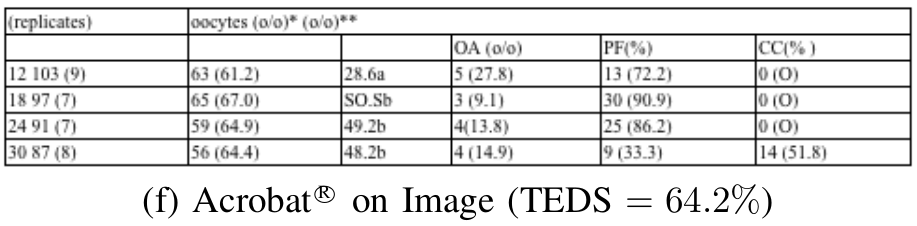 (replicates) oocytes (o/o)* (o/o)**
OA (o/o) PF(%) CC(% )
12 103 (9) 63 (61.2) 28.6a 5 (27.8) 13 (72.2) 0 (O)
18 97 (7) 65 (67.0) SO.Sb 3 (9.1) 30 (90.9) 0 (O)
24 91 (7) 59 (64.9) 49.2b 4(13.8) 25 (86.2) 0 (O)
30 87 (8) 56 (64.4) 48.2b 4 (14.9) 9 (33.3) 14 (51.8)
(f) Acrobat® on Image (TEDS = 64.2%)